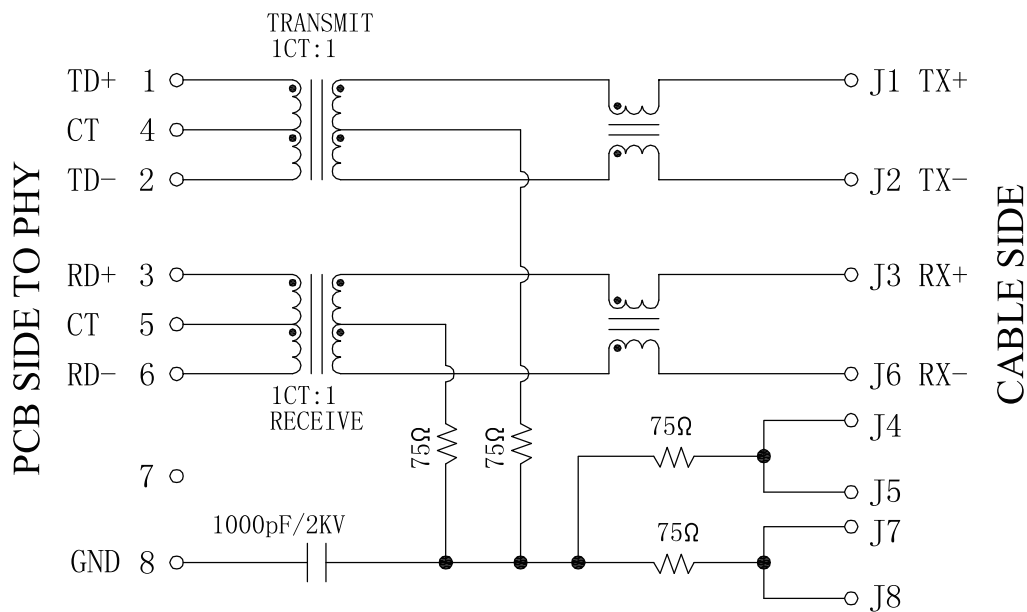 TRANSMIT
1CT:1
TD+ 1
CT 4
TD- 2
J1 TX+
J2 TX-
RD+ 3
CT 5
RD- 6
J3 RX+
J6 RX-
1CT:1
RECEIVE
PCB SIDE TO PHY
CABLE SIDE
75Ω
75Ω
75Ω
J4
J5
7
1000pF/2KV
GND 8
75Ω
J7
J8